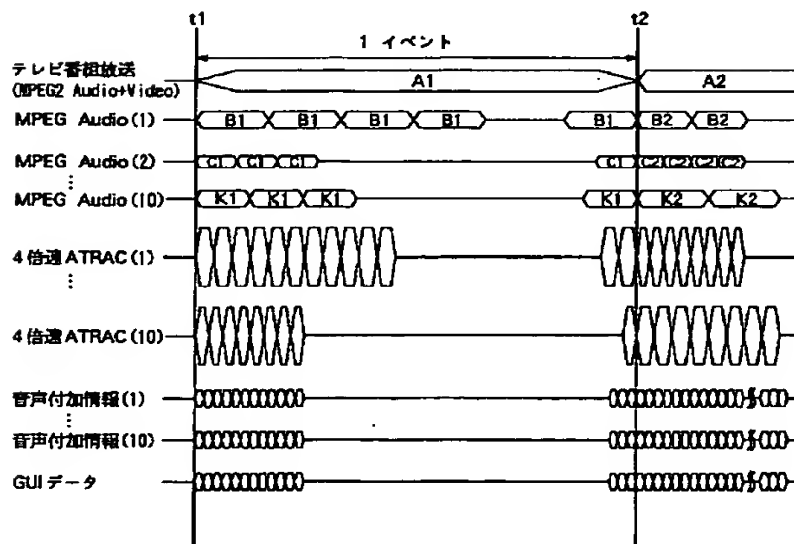 t1 t2
1 イベント
テレビ番組放送
(MPEG2 Audio+Video)
A1 A2
MPEG Audio(1) B1 B1 B1 B1 B1 B2 B2
MPEG Audio(2) C1 C1 C1 C1 C2 C2 C2 C2
⋮
MPEG Audio(10) K1 K1 K1 K1 K2 K2
4倍速ATRAC(1)
⋮
4倍速ATRAC(10)
音声付加情報(1)
⋮
音声付加情報(10)
GUIデータ